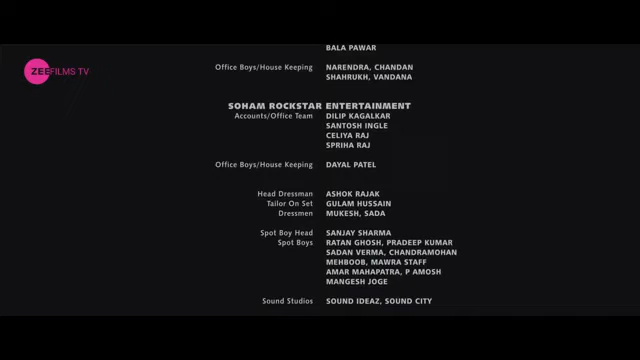 BALA PAWAR
ZEEFILMS TV
Office Boys/House Keeping NARENDRA, CHANDAN
SHAHRUKH, VANDANA
SOHAM ROCKSTAR ENTERTAINMENT
Accounts/Office Team DILIP KAGALKAR
SANTOSH INGLE
CELIYA RAJ
SPRIHA RAJ
Office Boys/House Keeping DAYAL PATEL
Head Dressman ASHOK RAJAK
Tailor On Set GULAM HUSSAIN
Dressmen MUKESH, SADA
Spot Boy Head SANJAY SHARMA
Spot Boys RATAN GHOSH, PRADEEP KUMAR
SADAN VERMA, CHANDRAMOHAN
MEHBOOB, MAWRA STAFF
AMAR MAHAPATRA, P AMOSH
MANGESH JOGE
Sound Studios SOUND IDEAZ, SOUND CITY